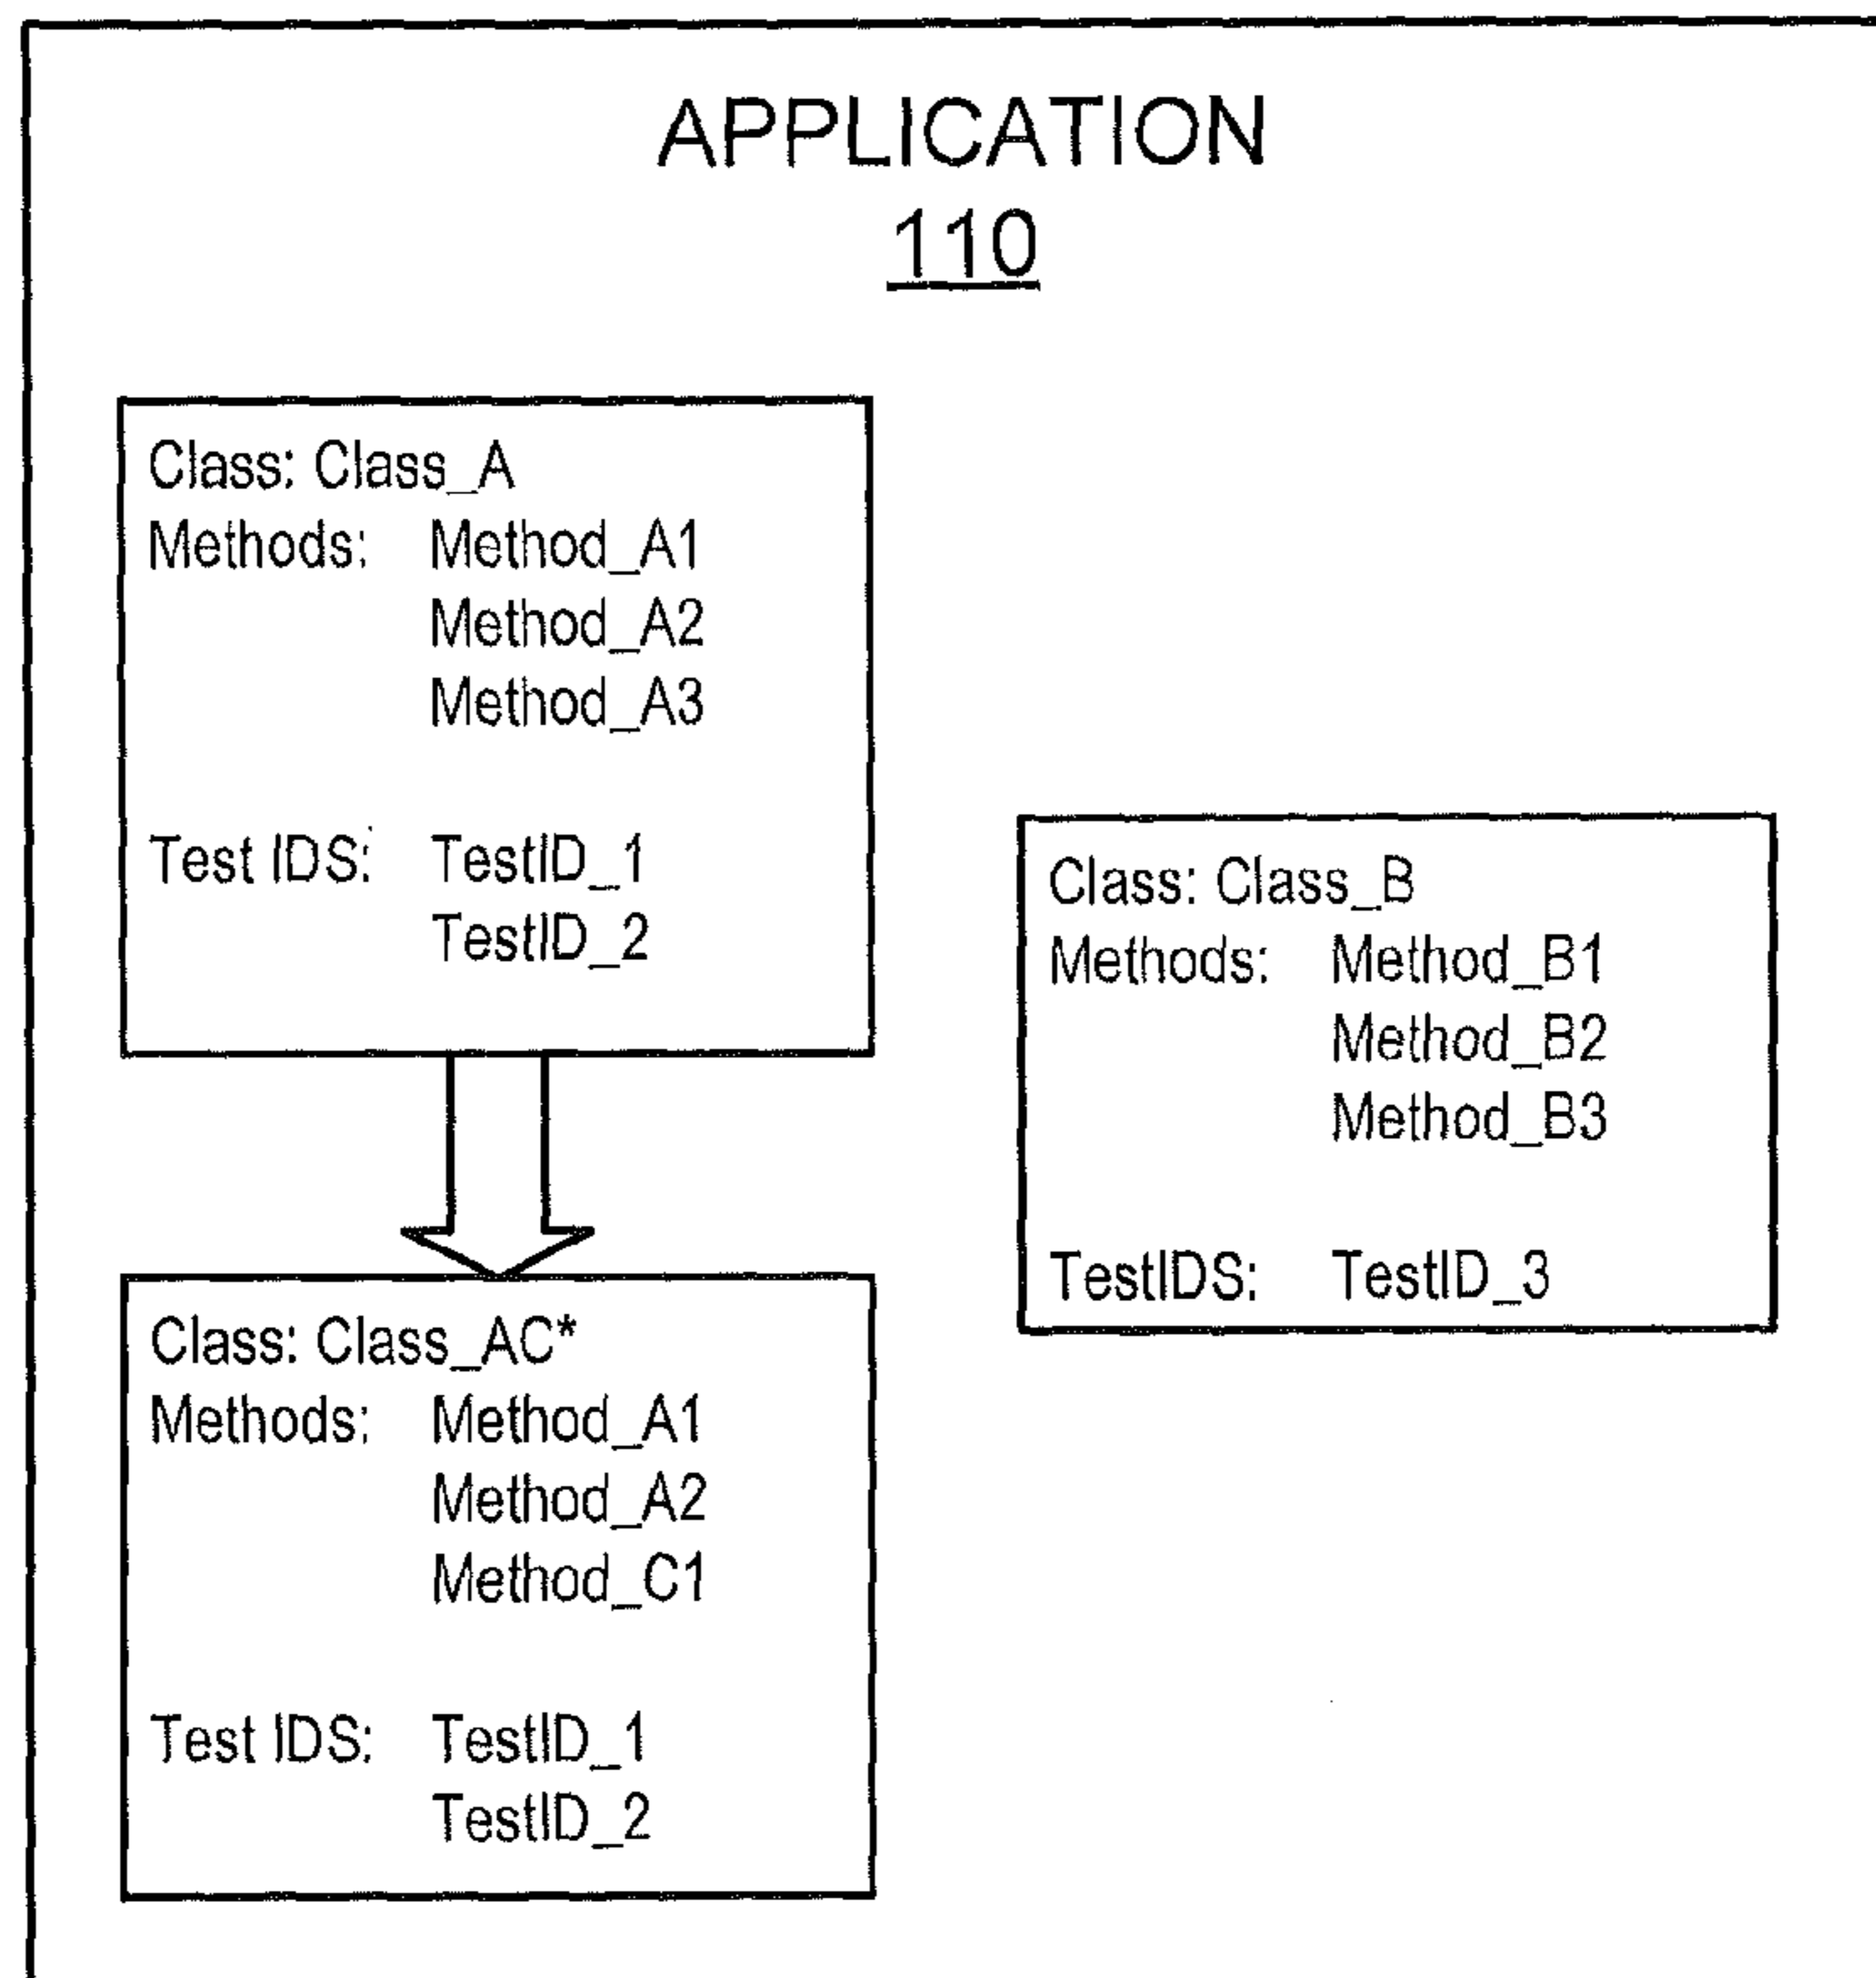 APPLICATION
110
Class: Class_A
Methods: Method_A1
Method_A2
Method_A3
Test IDS: TestID_1
TestID_2
Class: Class_B
Methods: Method_B1
Method_B2
Method_B3
TestIDS: TestID_3
Class: Class_AC*
Methods: Method_A1
Method_A2
Method_C1
Test IDS: TestID_1
TestID_2